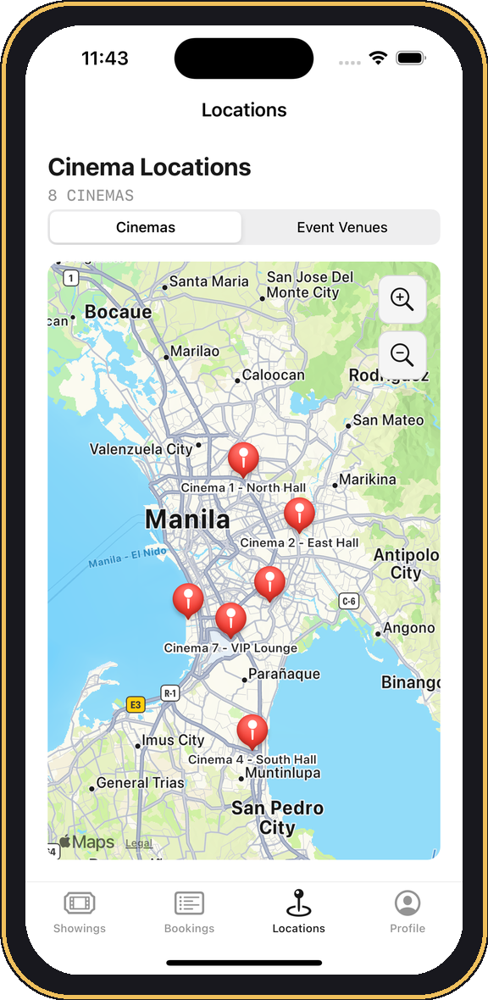 11:43
Locations
Cinema Locations
8 CINEMAS
Cinemas
Event Venues
1
Santa Maria
San Jose Del
Monte City
Bocaue
can
Marilao
Caloocan
Rodriguez
San Mateo
Valenzuela City
Marikina
Cinema 1 - North Hall
Manila
Cinema 2 - East Hall
Manila - El Nido
Antipolo
City
C-6
Angono
Cinema 7 - VIP Lounge
Parañaque
Binango
R-1
E3
Imus City
Cinema 4 - South Hall
Muntinlupa
General Trias
San Pedro
City
Maps
Legal
Showings
Bookings
Locations
Profile